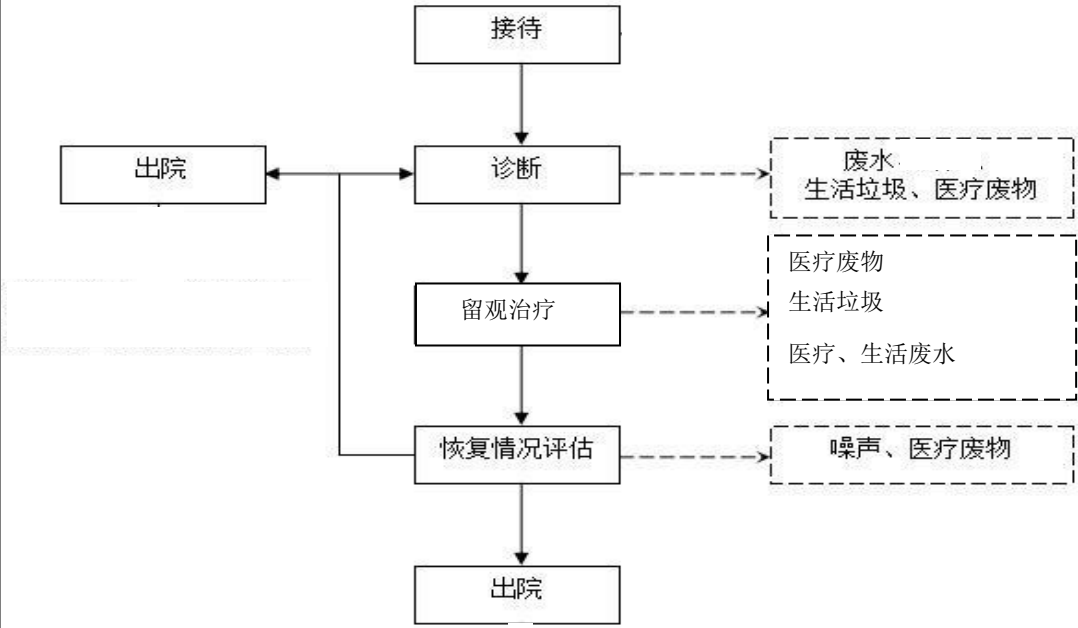 接待
出院
诊断
废水
生活垃圾、医疗废物
留观治疗
医疗废物
生活垃圾
医疗、生活废水
恢复情况评估
噪声、医疗废物
出院